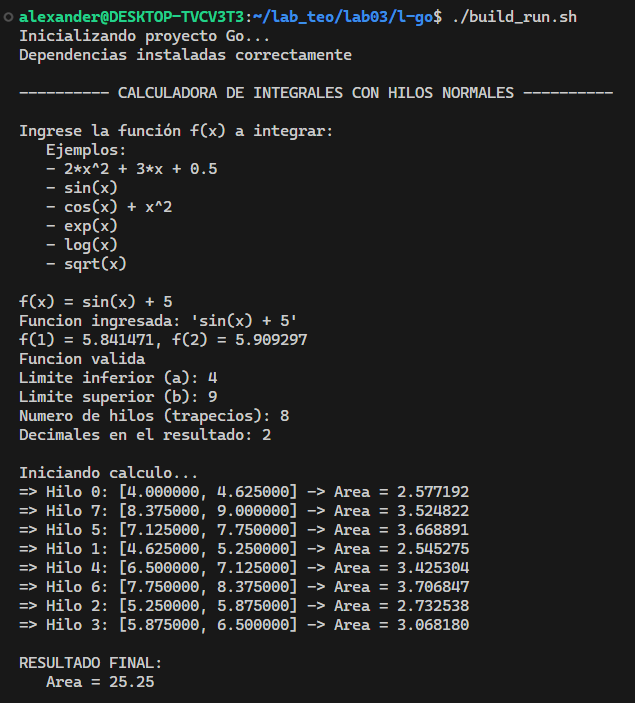 alexander@DESKTOP-TVCV3T3:~/lab_teo/lab03/l-go$ ./build_run.sh
Inicializando proyecto Go...
Dependencias instaladas correctamente
---------- CALCULADORA DE INTEGRALES CON HILOS NORMALES ----------
Ingrese la función f(x) a integrar:
Ejemplos:
- 2*x^2 + 3*x + 0.5
- sin(x)
- cos(x) + x^2
- exp(x)
- log(x)
- sqrt(x)
f(x) = sin(x) + 5
Funcion ingresada: 'sin(x) + 5'
f(1) = 5.841471, f(2) = 5.909297
Funcion valida
Limite inferior (a): 4
Limite superior (b): 9
Numero de hilos (trapecios): 8
Decimales en el resultado: 2
Iniciando calculo...
=> Hilo 0: [4.000000, 4.625000] -> Area = 2.577192
=> Hilo 7: [8.375000, 9.000000] -> Area = 3.524822
=> Hilo 5: [7.125000, 7.750000] -> Area = 3.668891
=> Hilo 1: [4.625000, 5.250000] -> Area = 2.545275
=> Hilo 4: [6.500000, 7.125000] -> Area = 3.425304
=> Hilo 6: [7.750000, 8.375000] -> Area = 3.706847
=> Hilo 2: [5.250000, 5.875000] -> Area = 2.732538
=> Hilo 3: [5.875000, 6.500000] -> Area = 3.068180
RESULTADO FINAL:
Area = 25.25